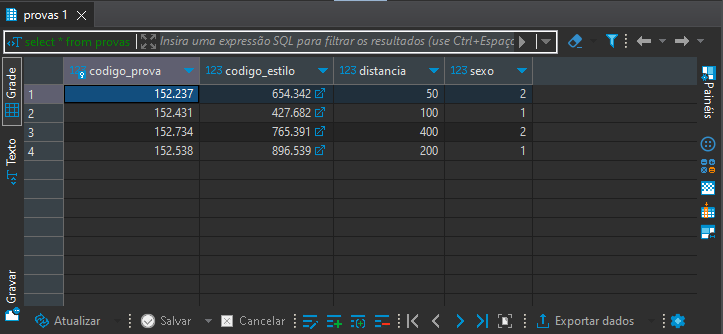 provas 1
select * from provas Insira uma expressão SQL para filtrar os resultados (use Ctrl+Espaç
Grade
Texto
Gravar
123 codigo_prova 123 codigo_estilo 123 distancia 123 sexo
1 152.237 654.342 50 2
2 152.431 427.682 100 1
3 152.734 765.391 400 2
4 152.538 896.539 200 1
Painéis
Atualizar Salvar Cancelar Exportar dados